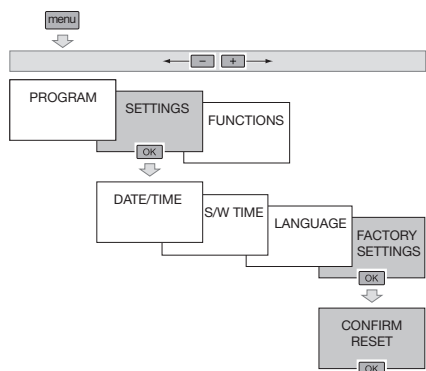 menu
− +
PROGRAM
SETTINGS
FUNCTIONS
OK
DATE/TIME
S/W TIME
LANGUAGE
FACTORY
SETTINGS
OK
CONFIRM
RESET
OK